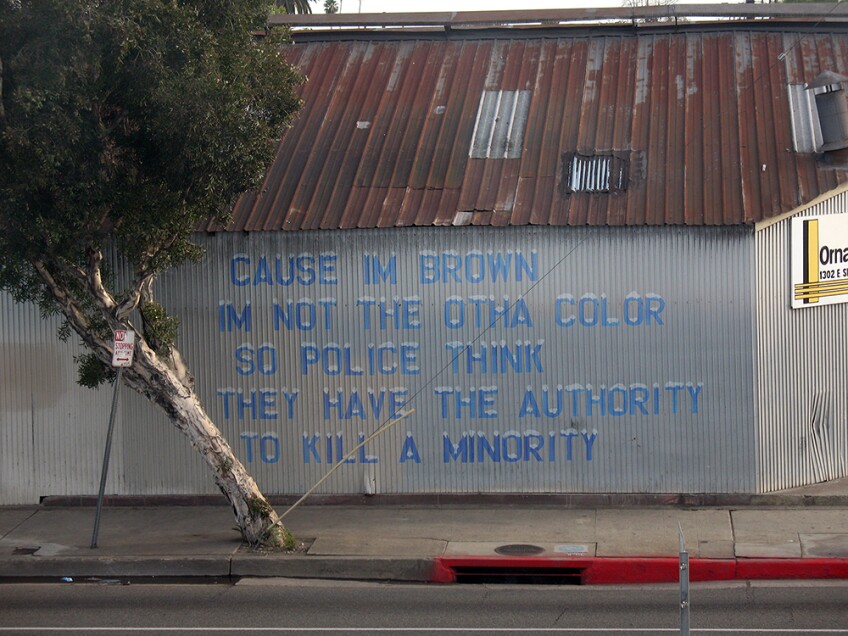 CAUSE IM BROWN
IM NOT THE OTHA COLOR
SO POLICE THINK
THEY HAVE THE AUTHORITY
TO KILL A MINORITY
NO
STOPPING
1302 E